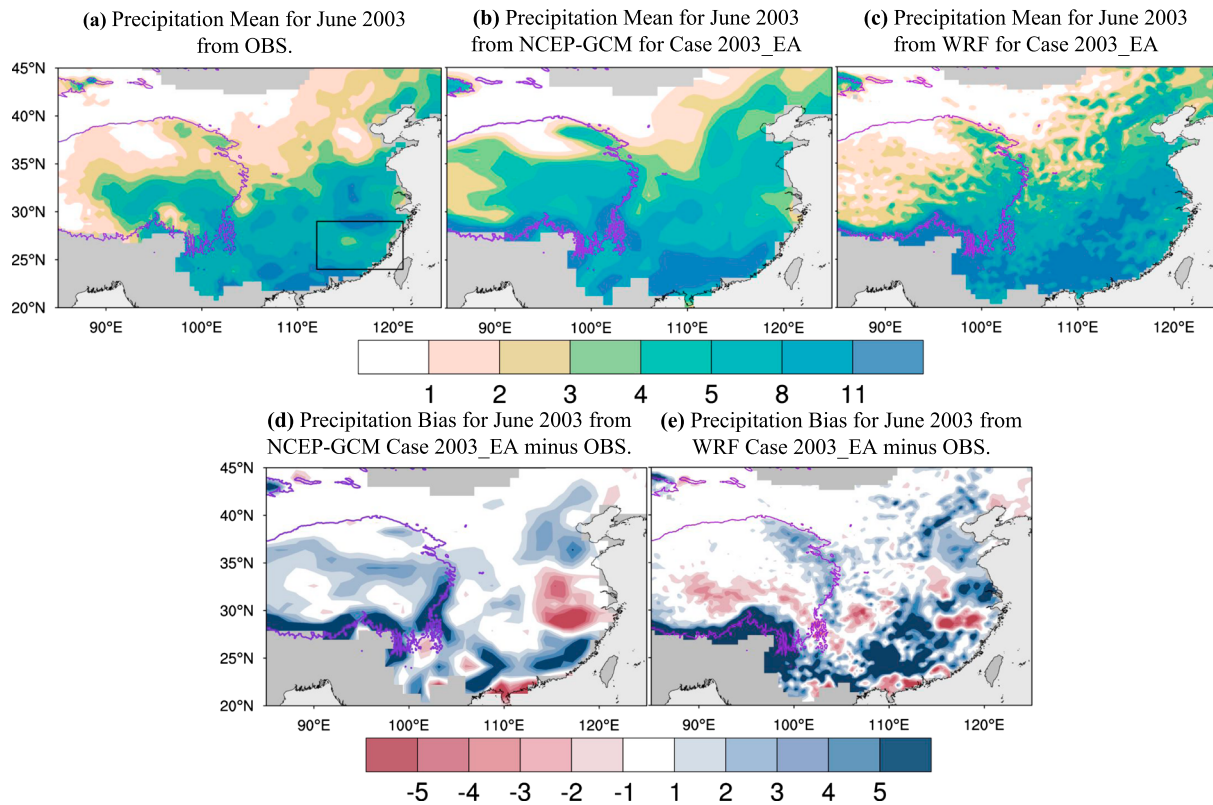 (a) Precipitation Mean for June 2003
from OBS.
(b) Precipitation Mean for June 2003
from NCEP-GCM for Case 2003_EA
(c) Precipitation Mean for June 2003
from WRF for Case 2003_EA
45°N
40°N
35°N
30°N
25°N
20°N
90°E 100°E 110°E 120°E
90°E 100°E 110°E 120°E
90°E 100°E 110°E 120°E
1 2 3 4 5 8 11
(d) Precipitation Bias for June 2003 from
NCEP-GCM Case 2003_EA minus OBS.
(e) Precipitation Bias for June 2003 from
WRF Case 2003_EA minus OBS.
45°N
40°N
35°N
30°N
25°N
20°N
90°E 100°E 110°E 120°E
90°E 100°E 110°E 120°E
-5 -4 -3 -2 -1 1 2 3 4 5